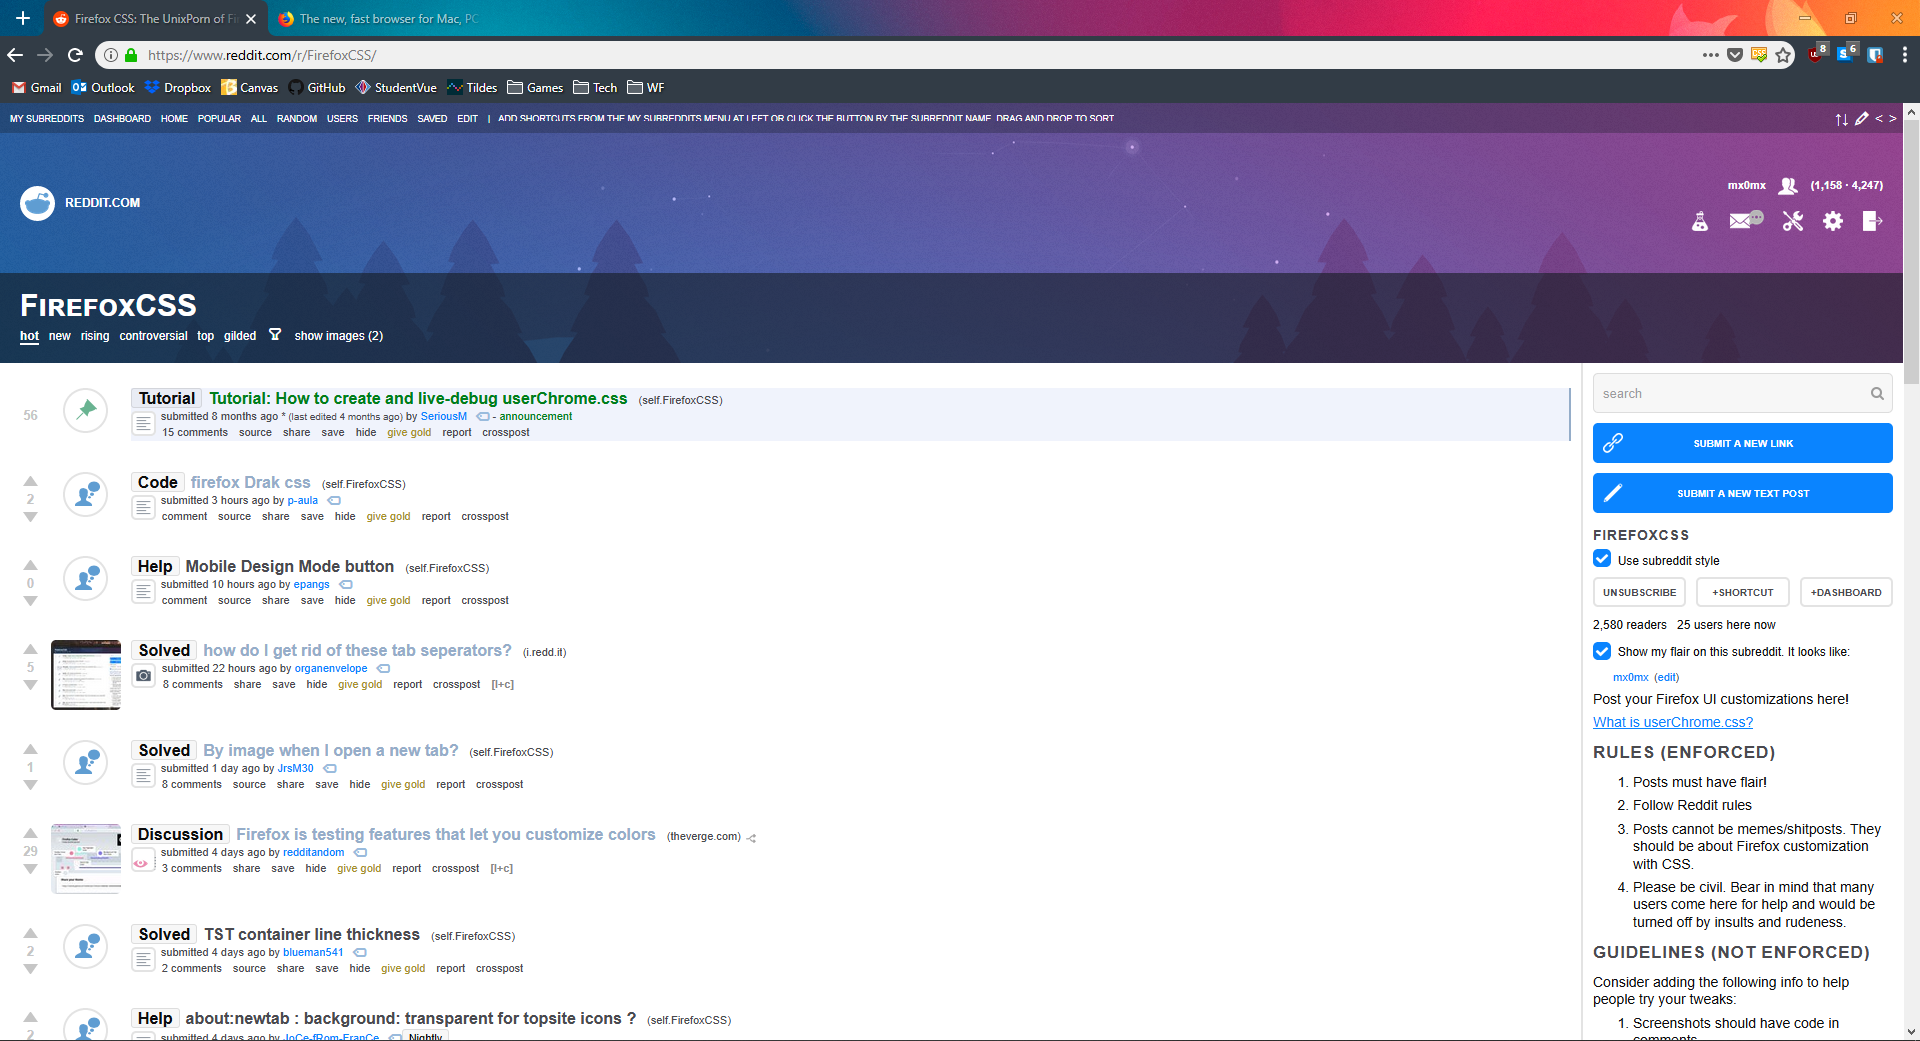 Firefox CSS: The UnixPorn of Fi
The new, fast browser for Mac, PC
https://www.reddit.com/r/FirefoxCSS/
8
6
Gmail Outlook Dropbox Canvas GitHub StudentVue Tildes Games Tech WF
MY SUBREDDITS DASHBOARD HOME POPULAR ALL RANDOM USERS FRIENDS SAVED EDIT | ADD SHORTCUTS FROM THE MY SUBREDDITS MENU AT LEFT OR CLICK THE BUTTON BY THE SUBREDDIT NAME, DRAG AND DROP TO SORT
REDDIT.COM
mx0mx (1,158 · 4,247)
FIREFOXCSS
hot new rising controversial top gilded show images (2)
56
Tutorial Tutorial: How to create and live-debug userChrome.css (self.FirefoxCSS)
submitted 8 months ago * (last edited 4 months ago) by SeriousM - announcement
15 comments source share save hide give gold report crosspost
2
Code firefox Drak css (self.FirefoxCSS)
submitted 3 hours ago by p-aula
comment source share save hide give gold report crosspost
0
Help Mobile Design Mode button (self.FirefoxCSS)
submitted 10 hours ago by epangs
comment source share save hide give gold report crosspost
5
Solved how do I get rid of these tab seperators? (i.redd.it)
submitted 22 hours ago by organenvelope
8 comments share save hide give gold report crosspost [l+c]
1
Solved By image when I open a new tab? (self.FirefoxCSS)
submitted 1 day ago by JrsM30
8 comments source share save hide give gold report crosspost
29
Discussion Firefox is testing features that let you customize colors (theverge.com)
submitted 4 days ago by redditandom
3 comments share save hide give gold report crosspost [l+c]
2
Solved TST container line thickness (self.FirefoxCSS)
submitted 4 days ago by blueman541
2 comments source share save hide give gold report crosspost
2
Help about:newtab : background: transparent for topsite icons ? (self.FirefoxCSS)
submitted 4 days ago by JoCe-fRom-FranCe Nightly
search
SUBMIT A NEW LINK
SUBMIT A NEW TEXT POST
FIREFOXCSS
Use subreddit style
UNSUBSCRIBE +SHORTCUT +DASHBOARD
2,580 readers 25 users here now
Show my flair on this subreddit. It looks like:
mx0mx (edit)
Post your Firefox UI customizations here!
What is userChrome.css?
RULES (ENFORCED)
1. Posts must have flair!
2. Follow Reddit rules
3. Posts cannot be memes/shitposts. They
should be about Firefox customization
with CSS.
4. Please be civil. Bear in mind that many
users come here for help and would be
turned off by insults and rudeness.
GUIDELINES (NOT ENFORCED)
Consider adding the following info to help
people try your tweaks:
1. Screenshots should have code in
comments